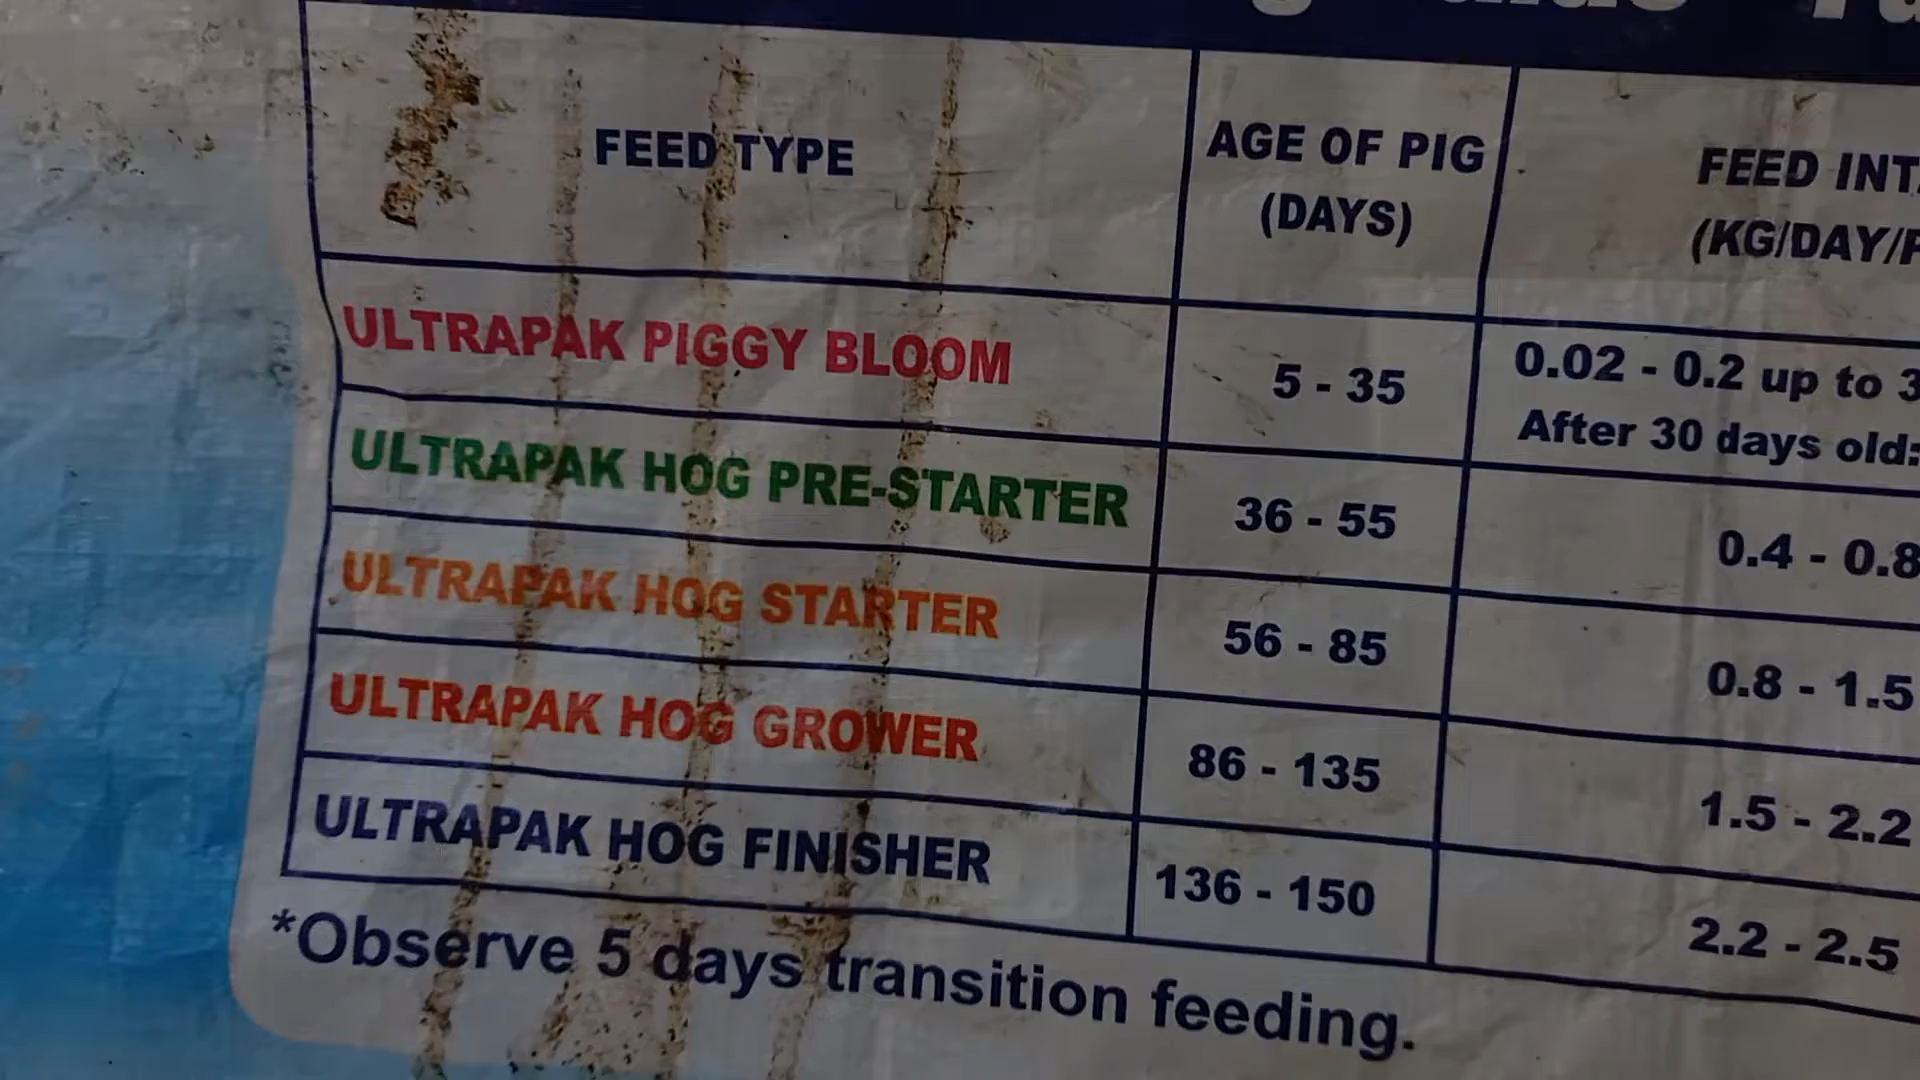 FEED TYPE
AGE OF PIG
(DAYS)
FEED
(KG/DAY/
ULTRAPAK PIGGY BLOOM
5 - 35
0.02 - 0.2 up to
After 30 days old:
ULTRAPAK HOG PRE-STARTER
36 - 55
0.4 - 0.8
ULTRAPAK HOG STARTER
56 - 85
0.8 - 1.5
ULTRAPAK HOG GROWER
86 - 135
1.5 - 2.2
ULTRAPAK HOG FINISHER
136 - 150
2.2 - 2.5
*Observe 5 days transition feeding.